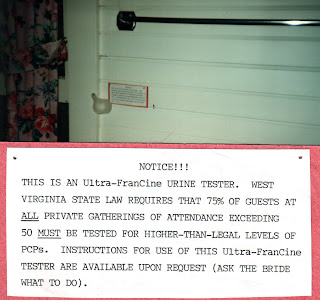 NOTICE!!!
THIS IS AN Ultra-FranCine URINE TESTER. WEST
VIRGINIA STATE LAW REQUIRES THAT 75% OF GUESTS AT
ALL PRIVATE GATHERINGS OF ATTENDANCE EXCEEDING
50 MUST BE TESTED FOR HIGHER-THAN-LEGAL LEVELS OF
PCPs. INSTRUCTIONS FOR USE OF THIS Ultra-FranCine
TESTER ARE AVAILABLE UPON REQUEST (ASK THE BRIDE
WHAT TO DO).